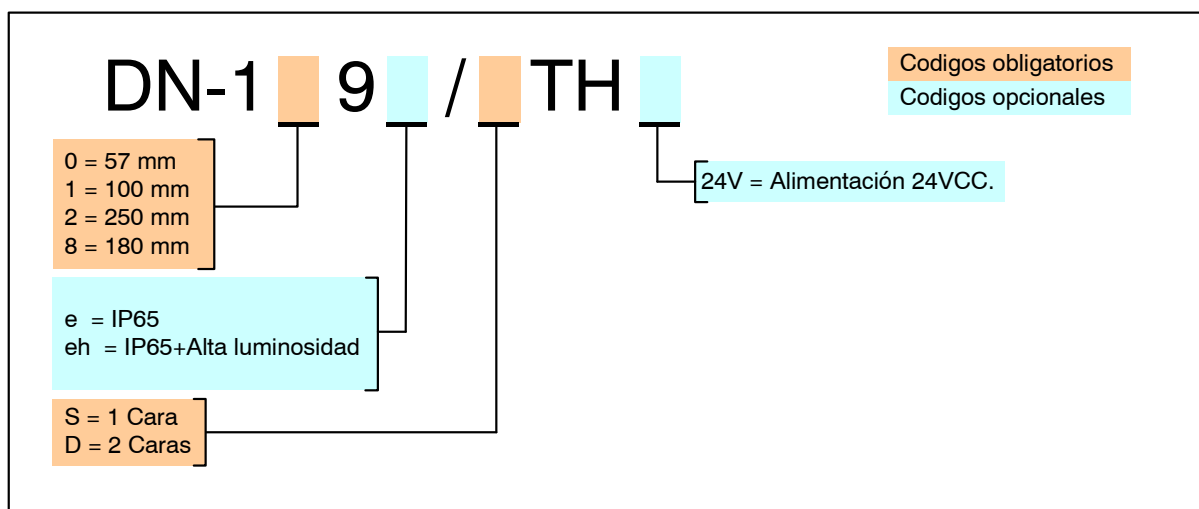 DN-1 9 / TH
Codigos obligatorios
Codigos opcionales
0 = 57 mm
1 = 100 mm
2 = 250 mm
8 = 180 mm
24V = Alimentación 24VCC.
e = IP65
eh = IP65+Alta luminosidad
S = 1 Cara
D = 2 Caras